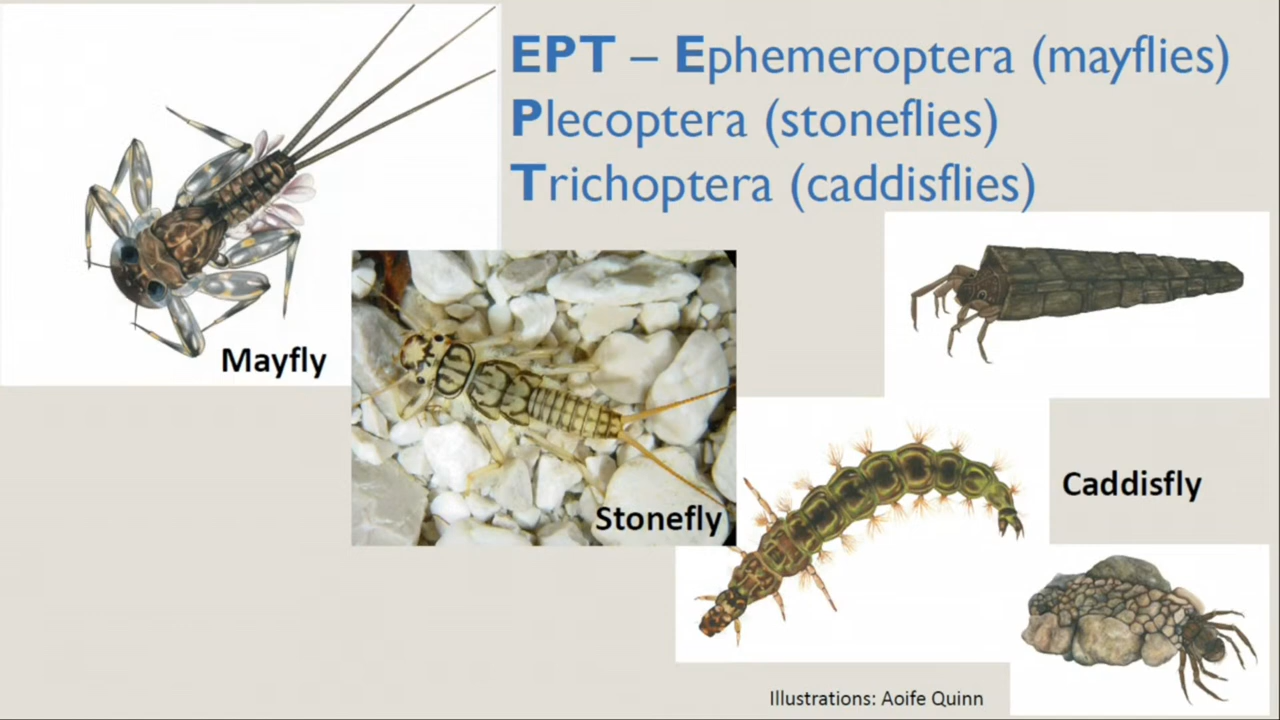 EPT – Ephemeroptera (mayflies)
Plecoptera (stoneflies)
Trichoptera (caddisflies)
Mayfly
Stonefly
Caddisfly
Illustrations: Aoife Quinn